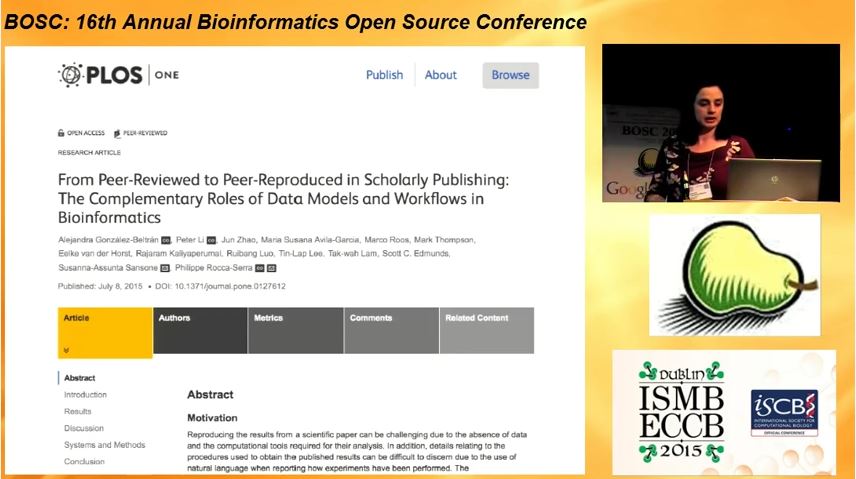 BOSC: 16th Annual Bioinformatics Open Source Conference
PLOS ONE
Publish About Browse
OPEN ACCESS PEER-REVIEWED
RESEARCH ARTICLE
From Peer-Reviewed to Peer-Reproduced in Scholarly Publishing:
The Complementary Roles of Data Models and Workflows in
Bioinformatics
Alejandra González-Beltrán, Peter Li, Jun Zhao, Maria Susana Avila-Garcia, Marco Roos, Mark Thompson,
Eelke van der Horst, Rajaram Kaliyaperumal, Ruibang Luo, Tin-Lap Lee, Tak-wah Lam, Scott C. Edmunds,
Susanna-Assunta Sansone, Philippe Rocca-Serra
Published: July 8, 2015 • DOI: 10.1371/journal.pone.0127612
Article Authors Metrics Comments Related Content
Abstract
Introduction
Results
Discussion
Systems and Methods
Conclusion
Abstract
Motivation
Reproducing the results from a scientific paper can be challenging due to the absence of data
and the computational tools required for their analysis. In addition, details relating to the
procedures used to obtain the published results can be difficult to discern due to the use of
natural language when reporting how experiments have been performed. The
BOSC 20
Goog
hp
DUBLIN
ISMB
ECCB
2015
ISCB
INTERNATIONAL SOCIETY FOR
COMPUTATIONAL BIOLOGY
OFFICIAL CONFERENCE